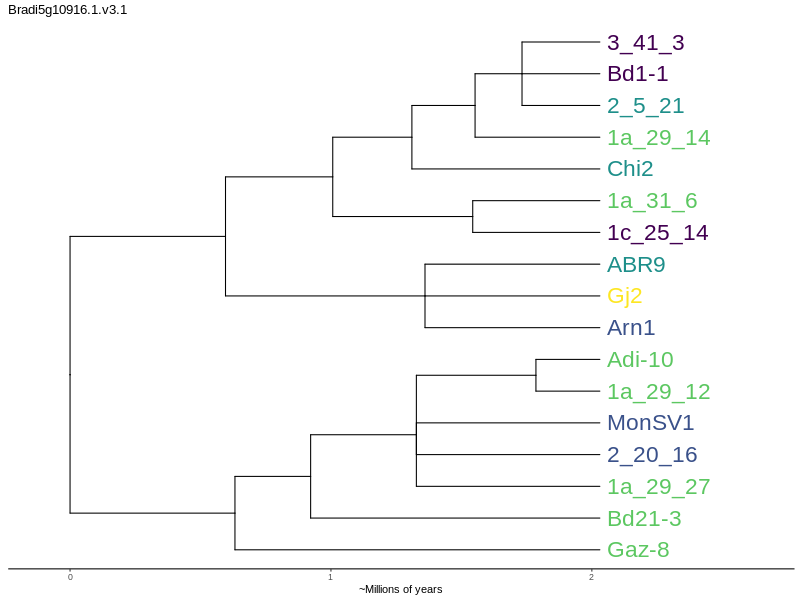 Bradi5g10916.1.v3.1
3_41_3
Bd1-1
2_5_21
1a_29_14
Chi2
1a_31_6
1c_25_14
ABR9
Gj2
Arn1
Adi-10
1a_29_12
MonSV1
2_20_16
1a_29_27
Bd21-3
Gaz-8
0 1 2
~Millions of years